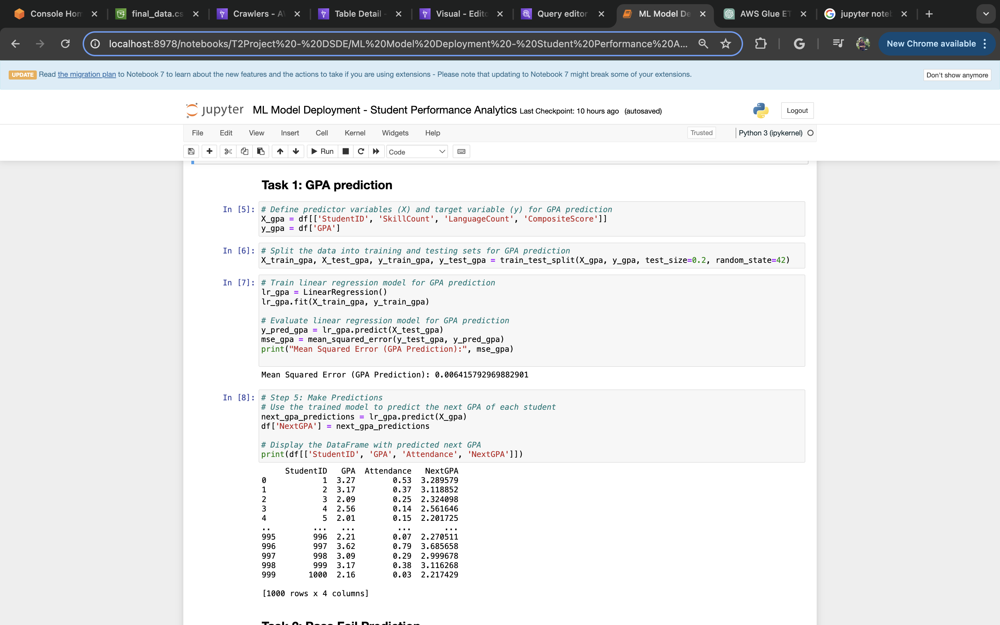 Console Hom
final_data.cs
Crawlers - A
Table Detail -
Visual - Edito
Query editor
ML Model De
AWS Glue ET
jupyter note
localhost:8978/notebooks/T2Project%20-%20DSDE/ML%20Model%20Deployment%20-%20Student%20Performance%20A...
New Chrome available
UPDATE Read the migration plan to Notebook 7 to learn about the new features and the actions to take if you are using extensions - Please note that updating to Notebook 7 might break some of your extensions.
Don't show anymore
jupyter ML Model Deployment - Student Performance Analytics Last Checkpoint: 10 hours ago (autosaved)
Logout
File Edit View Insert Cell Kernel Widgets Help
Trusted
Python 3 (ipykernel)
Run
Code
Task 1: GPA prediction
In [5]: # Define predictor variables (X) and target variable (y) for GPA prediction
X_gpa = df[['StudentID', 'SkillCount', 'LanguageCount', 'CompositeScore']]
y_gpa = df['GPA']
In [6]: # Split the data into training and testing sets for GPA prediction
X_train_gpa, X_test_gpa, y_train_gpa, y_test_gpa = train_test_split(X_gpa, y_gpa, test_size=0.2, random_state=42)
In [7]: # Train linear regression model for GPA prediction
lr_gpa = LinearRegression()
lr_gpa.fit(X_train_gpa, y_train_gpa)
# Evaluate linear regression model for GPA prediction
y_pred_gpa = lr_gpa.predict(X_test_gpa)
mse_gpa = mean_squared_error(y_test_gpa, y_pred_gpa)
print("Mean Squared Error (GPA Prediction):", mse_gpa)
Mean Squared Error (GPA Prediction): 0.006415792969882901
In [8]: # Step 5: Make Predictions
# Use the trained model to predict the next GPA of each student
next_gpa_predictions = lr_gpa.predict(X_gpa)
df['NextGPA'] = next_gpa_predictions
# Display the DataFrame with predicted next GPA
print(df[['StudentID', 'GPA', 'Attendance', 'NextGPA']])
StudentID GPA Attendance NextGPA
0 1 3.27 0.53 3.289579
1 2 3.17 0.37 3.118852
2 3 2.09 0.25 2.324098
3 4 2.56 0.14 2.561646
4 5 2.01 0.15 2.201725
.. ... ... ... ...
995 996 2.21 0.07 2.270511
996 997 3.62 0.79 3.685658
997 998 3.09 0.29 2.999678
998 999 3.17 0.38 3.116268
999 1000 2.16 0.03 2.217429
[1000 rows x 4 columns]
Task 2: Pass Fail Prediction